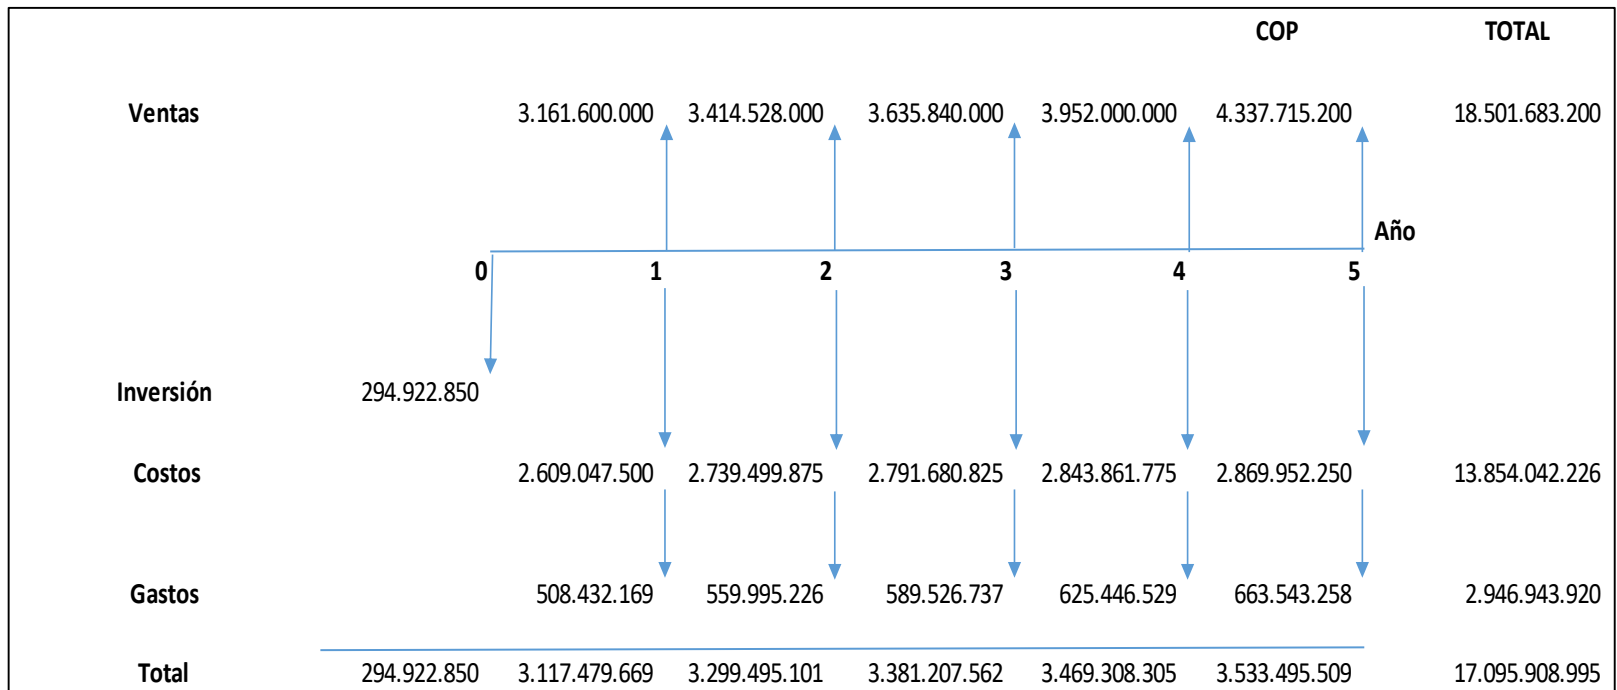 COP TOTAL
Ventas 3.161.600.000 3.414.528.000 3.635.840.000 3.952.000.000 4.337.715.200 18.501.683.200
Año
0 1 2 3 4 5
Inversión 294.922.850
Costos 2.609.047.500 2.739.499.875 2.791.680.825 2.843.861.775 2.869.952.250 13.854.042.226
Gastos 508.432.169 559.995.226 589.526.737 625.446.529 663.543.258 2.946.943.920
Total 294.922.850 3.117.479.669 3.299.495.101 3.381.207.562 3.469.308.305 3.533.495.509 17.095.908.995